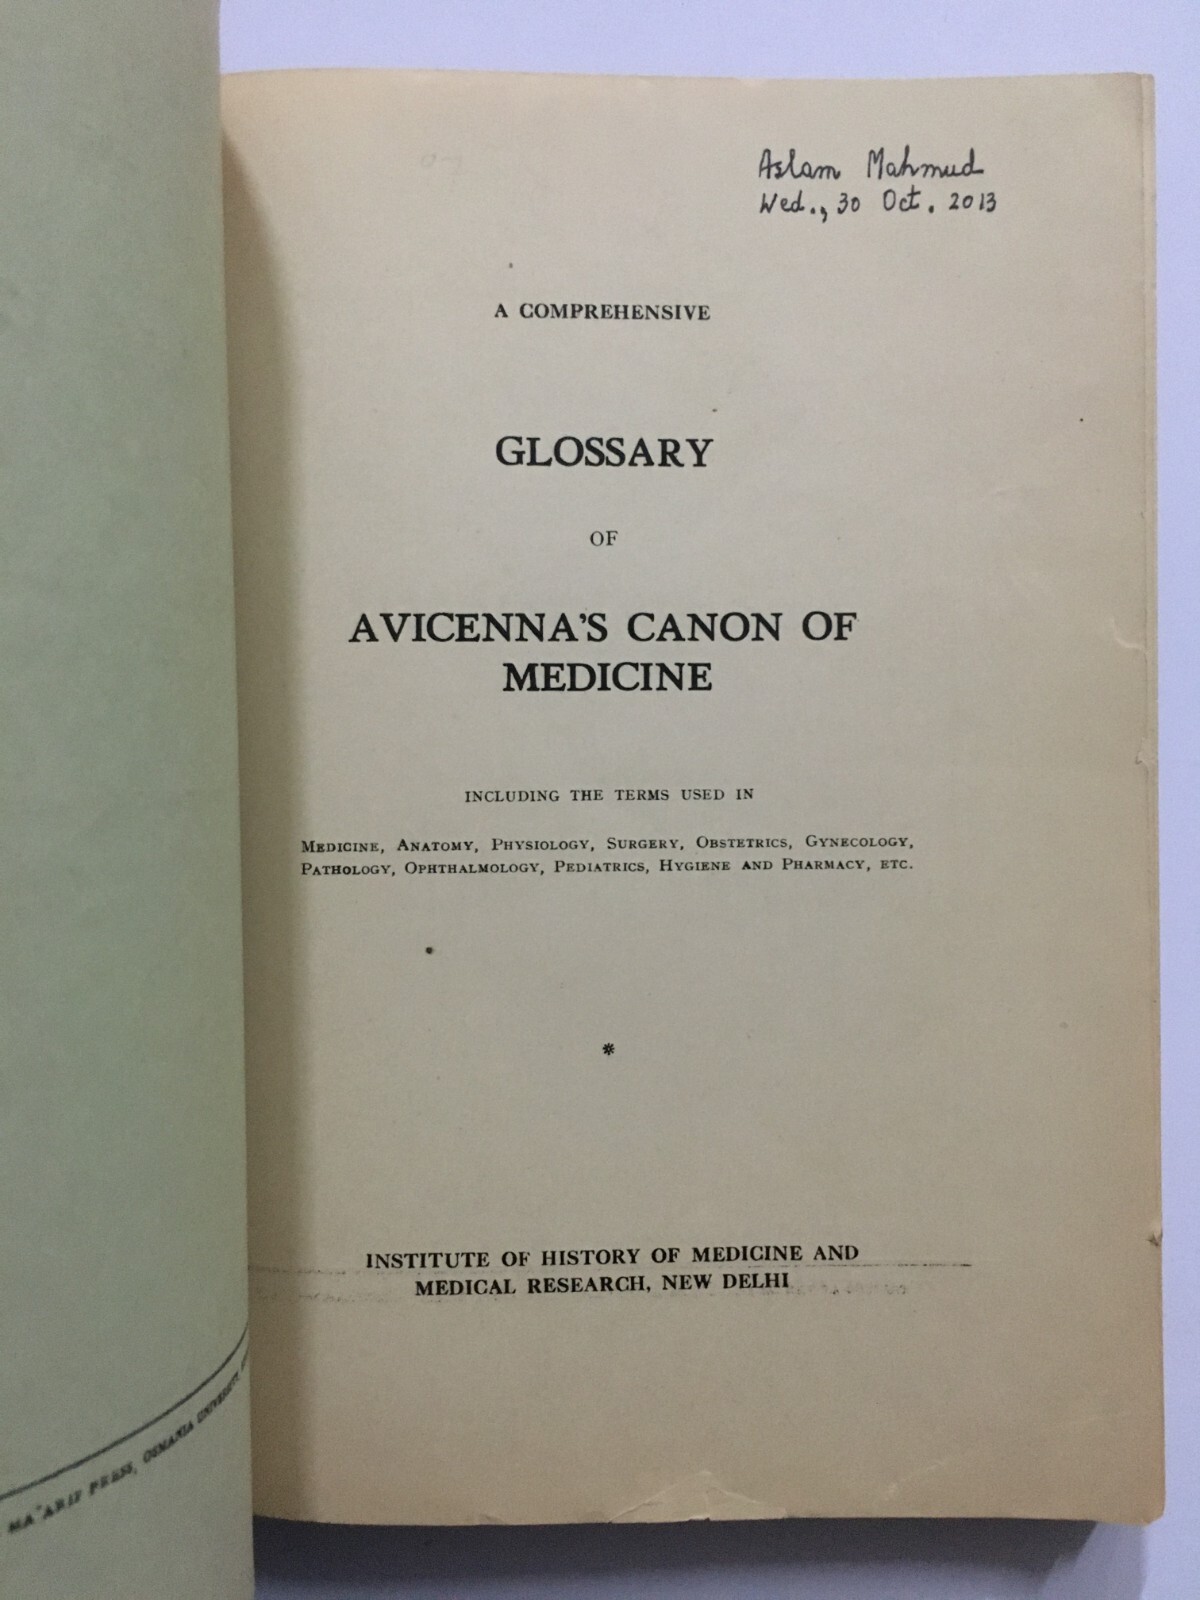 Aslam Mahmud
Wed., 30 Oct. 2013
A COMPREHENSIVE
GLOSSARY
OF
AVICENNA'S CANON OF
MEDICINE
INCLUDING THE TERMS USED IN
MEDICINE, ANATOMY, PHYSIOLOGY, SURGERY, OBSTETRICS, GYNECOLOGY,
PATHOLOGY, OPHTHALMOLOGY, PEDIATRICS, HYGIENE AND PHARMACY, ETC.
*
INSTITUTE OF HISTORY OF MEDICINE AND
MEDICAL RESEARCH, NEW DELHI
MA'ARIF PRESS, OSMANIA UNIVERSITY,